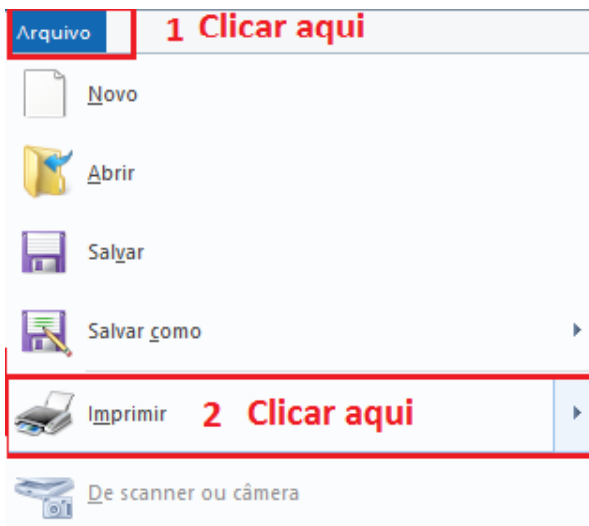 Arquivo 1 Clicar aqui
Novo
Abrir
Salvar
Salvar como
Imprimir 2 Clicar aqui
De scanner ou câmera